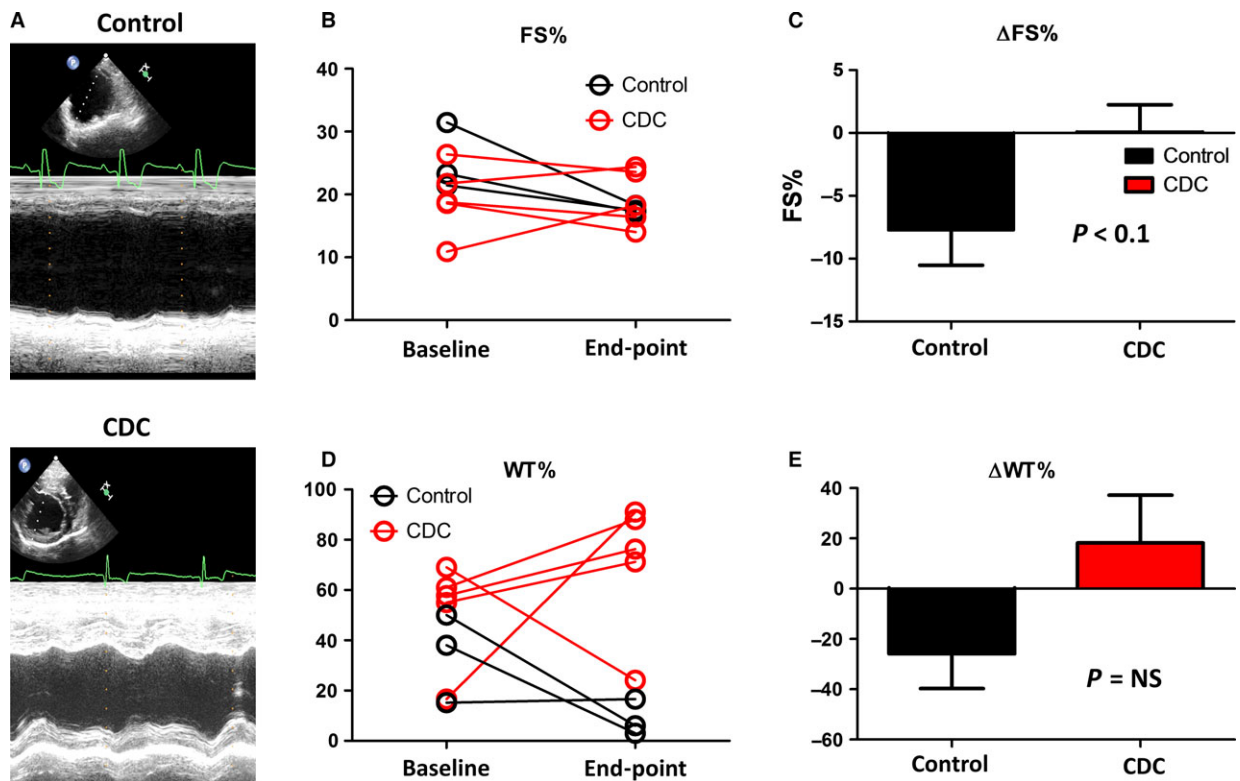 A
Control
B
FS%
40
30
20
10
0
Control
CDC
Baseline
End-point
C
ΔFS%
FS%
5
0
–5
–10
–15
Control
CDC
P < 0.1
Control
CDC
CDC
D
WT%
100
80
60
40
20
0
Control
CDC
Baseline
End-point
E
ΔWT%
40
20
0
–20
–40
–60
P = NS
Control
CDC